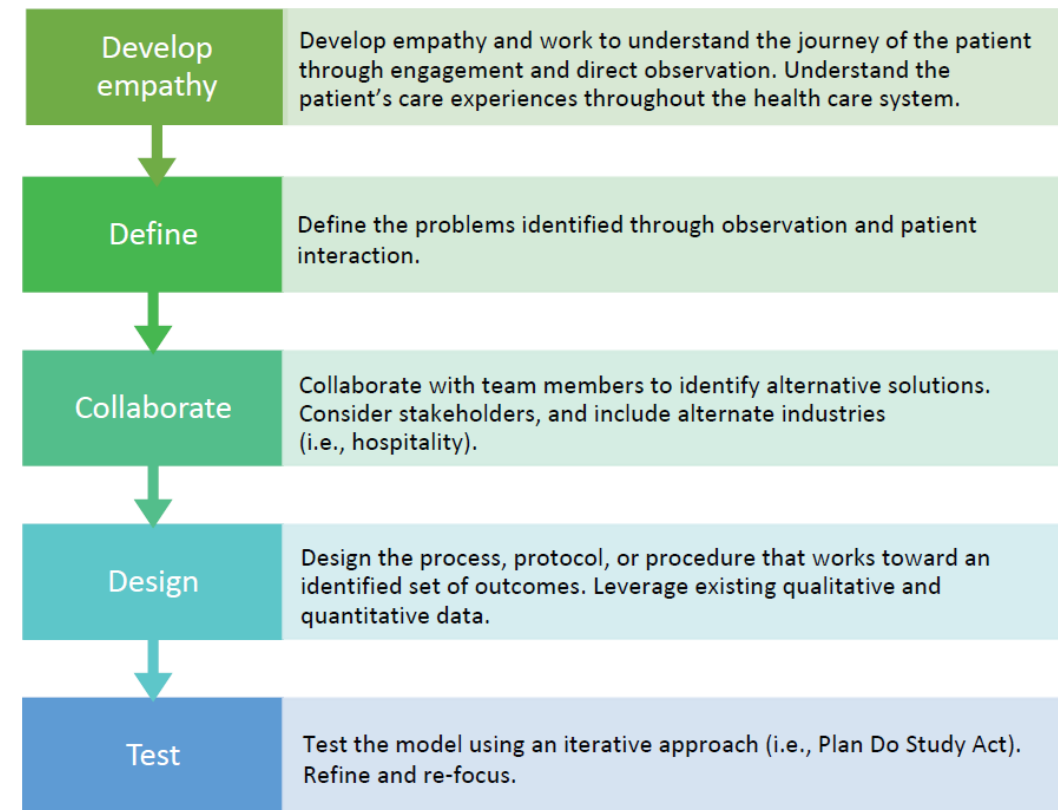 Develop
empathy
Develop empathy and work to understand the journey of the patient
through engagement and direct observation. Understand the
patient’s care experiences throughout the health care system.
Define
Define the problems identified through observation and patient
interaction.
Collaborate
Collaborate with team members to identify alternative solutions.
Consider stakeholders, and include alternate industries
(i.e., hospitality).
Design
Design the process, protocol, or procedure that works toward an
identified set of outcomes. Leverage existing qualitative and
quantitative data.
Test
Test the model using an iterative approach (i.e., Plan Do Study Act).
Refine and re-focus.